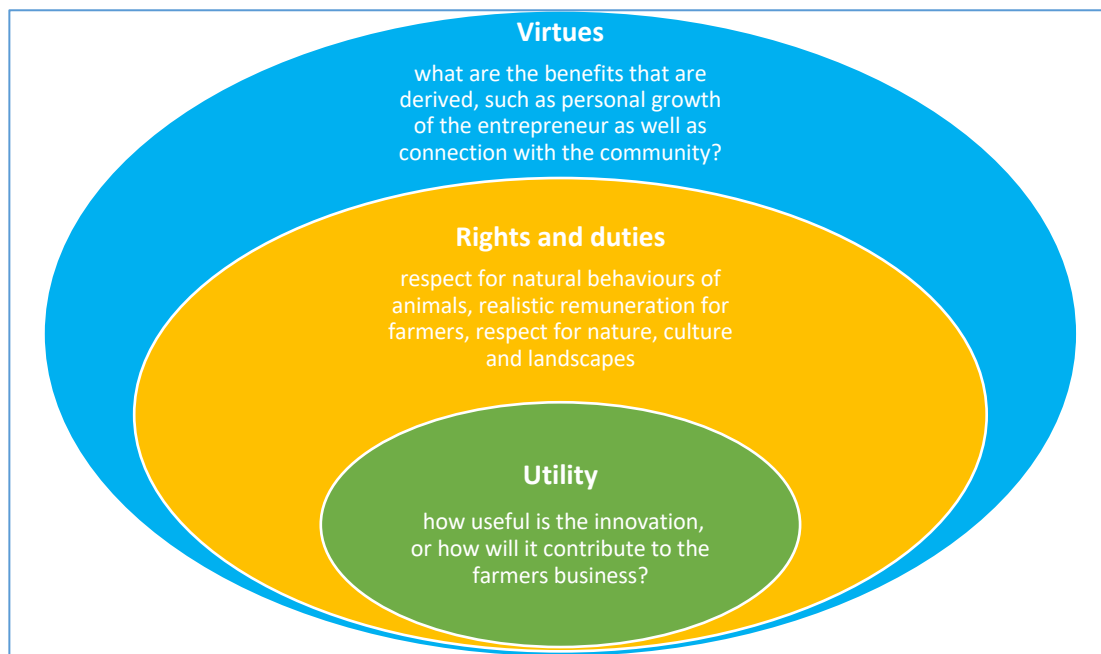 Virtues
what are the benefits that are
derived, such as personal growth
of the entrepreneur as well as
connection with the community?
Rights and duties
respect for natural behaviours of
animals, realistic remuneration for
farmers, respect for nature, culture
and landscapes
Utility
how useful is the innovation,
or how will it contribute to the
farmers business?